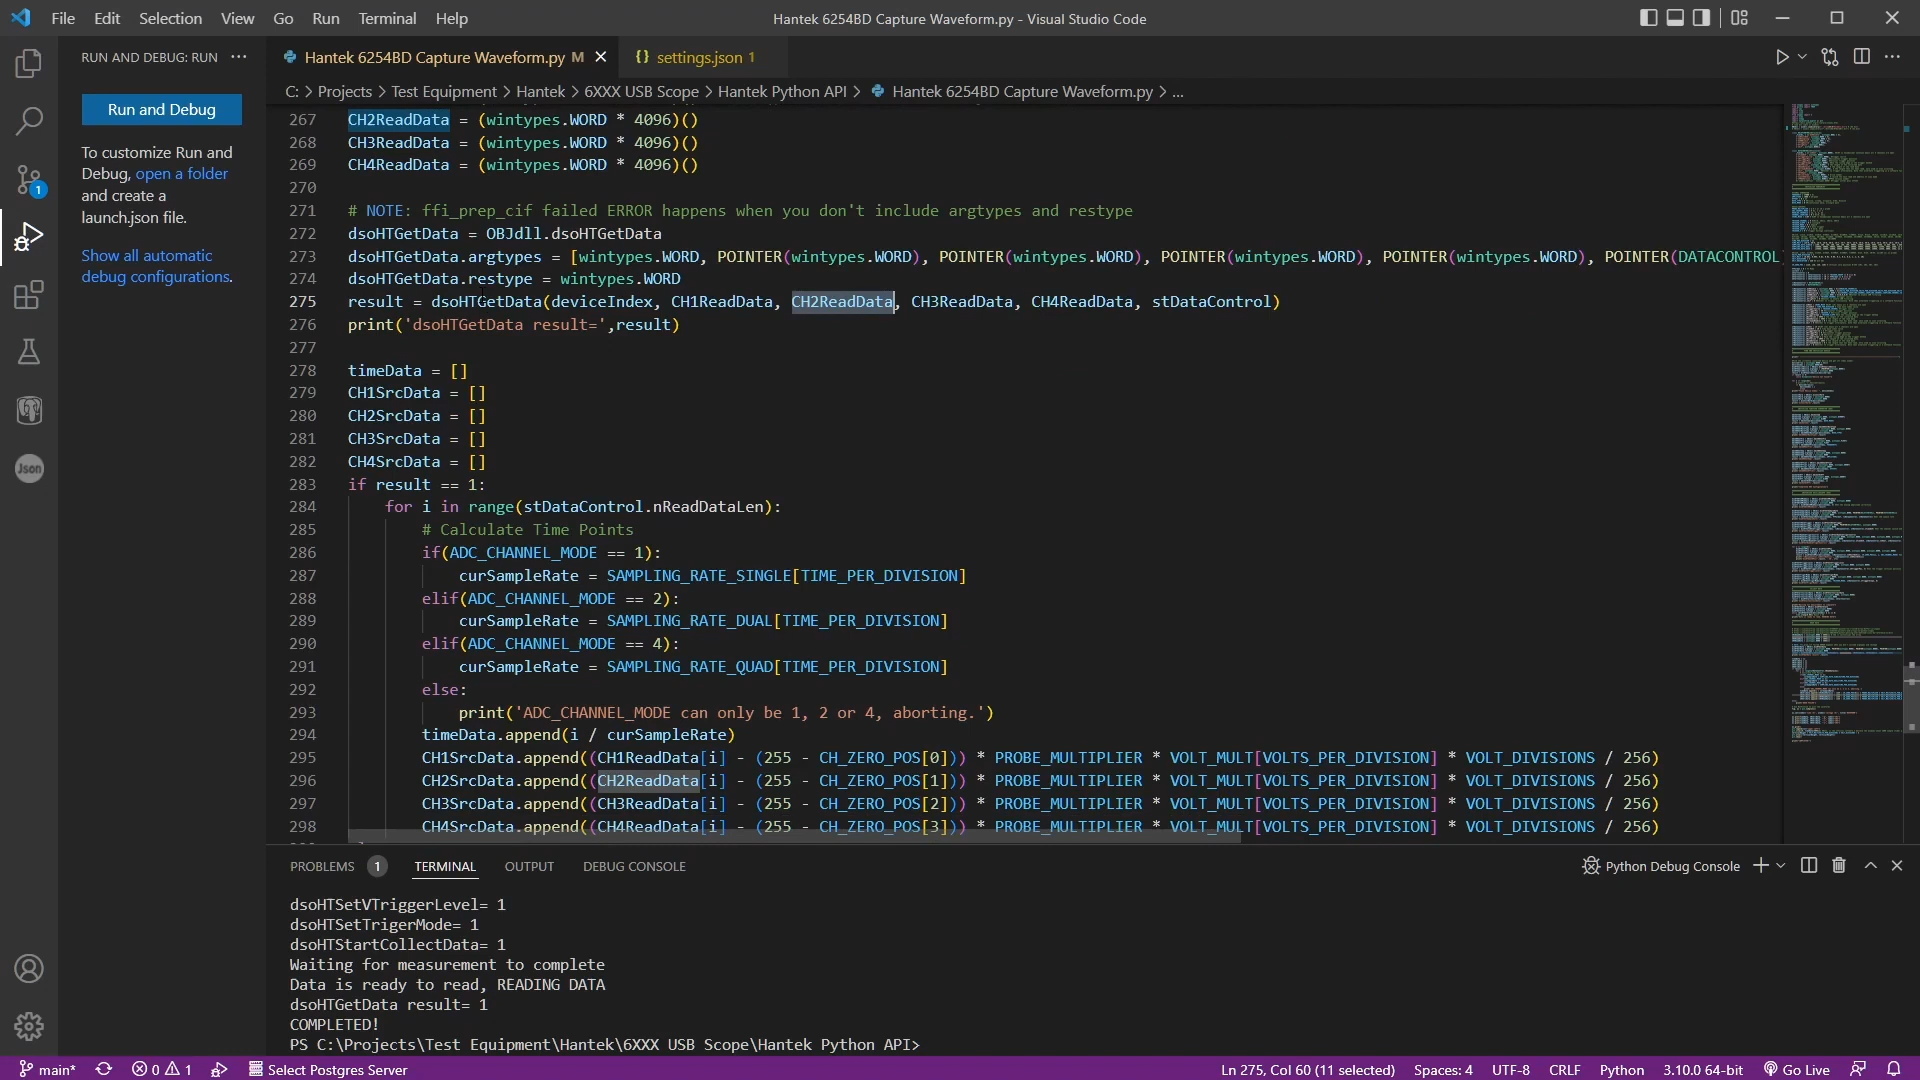 File Edit Selection View Go Run Terminal Help
Hantek 6254BD Capture Waveform.py - Visual Studio Code
RUN AND DEBUG: RUN ···
Hantek 6254BD Capture Waveform.py M
{} settings.json 1
C: > Projects > Test Equipment > Hantek > 6XXX USB Scope > Hantek Python API > Hantek 6254BD Capture Waveform.py > ...
Run and Debug
To customize Run and
Debug, open a folder
and create a
launch.json file.
Show all automatic
debug configurations.
1
Json
267 CH2ReadData = (wintypes.WORD * 4096)()
268 CH3ReadData = (wintypes.WORD * 4096)()
269 CH4ReadData = (wintypes.WORD * 4096)()
270
271 # NOTE: ffi_prep_cif failed ERROR happens when you don't include argtypes and restype
272 dsoHTGetData = OBJdll.dsoHTGetData
273 dsoHTGetData.argtypes = [wintypes.WORD, POINTER(wintypes.WORD), POINTER(wintypes.WORD), POINTER(wintypes.WORD), POINTER(wintypes.WORD), POINTER(DATACONTROL
274 dsoHTGetData.restype = wintypes.WORD
275 result = dsoHTGetData(deviceIndex, CH1ReadData, CH2ReadData, CH3ReadData, CH4ReadData, stDataControl)
276 print('dsoHTGetData result=',result)
277
278 timeData = []
279 CH1SrcData = []
280 CH2SrcData = []
281 CH3SrcData = []
282 CH4SrcData = []
283 if result == 1:
284 for i in range(stDataControl.nReadDataLen):
285 # Calculate Time Points
286 if(ADC_CHANNEL_MODE == 1):
287 curSampleRate = SAMPLING_RATE_SINGLE[TIME_PER_DIVISION]
288 elif(ADC_CHANNEL_MODE == 2):
289 curSampleRate = SAMPLING_RATE_DUAL[TIME_PER_DIVISION]
290 elif(ADC_CHANNEL_MODE == 4):
291 curSampleRate = SAMPLING_RATE_QUAD[TIME_PER_DIVISION]
292 else:
293 print('ADC_CHANNEL_MODE can only be 1, 2 or 4, aborting.')
294 timeData.append(i / curSampleRate)
295 CH1SrcData.append((CH1ReadData[i] - (255 - CH_ZERO_POS[0])) * PROBE_MULTIPLIER * VOLT_MULT[VOLTS_PER_DIVISION] * VOLT_DIVISIONS / 256)
296 CH2SrcData.append((CH2ReadData[i] - (255 - CH_ZERO_POS[1])) * PROBE_MULTIPLIER * VOLT_MULT[VOLTS_PER_DIVISION] * VOLT_DIVISIONS / 256)
297 CH3SrcData.append((CH3ReadData[i] - (255 - CH_ZERO_POS[2])) * PROBE_MULTIPLIER * VOLT_MULT[VOLTS_PER_DIVISION] * VOLT_DIVISIONS / 256)
298 CH4SrcData.append((CH4ReadData[i] - (255 - CH_ZERO_POS[3])) * PROBE_MULTIPLIER * VOLT_MULT[VOLTS_PER_DIVISION] * VOLT_DIVISIONS / 256)
PROBLEMS 1 TERMINAL OUTPUT DEBUG CONSOLE
Python Debug Console
dsoHTSetVTriggerLevel= 1
dsoHTSetTrigerMode= 1
dsoHTStartCollectData= 1
Waiting for measurement to complete
Data is ready to read, READING DATA
dsoHTGetData result= 1
COMPLETED!
PS C:\Projects\Test Equipment\Hantek\6XXX USB Scope\Hantek Python API>
main* 0 1 Select Postgres Server
Ln 275, Col 60 (11 selected) Spaces: 4 UTF-8 CRLF Python 3.10.0 64-bit Go Live